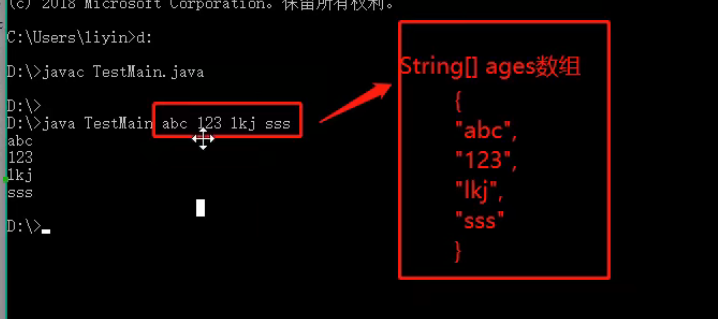 (c) 2018 Microsoft Corporation。保留所有权利。
C:\Users\liyin>d:
D:\>javac TestMain.java
D:\>
D:\>java TestMain abc 123 lkj sss
abc
123
lkj
sss
D:\>
String[] ages数组
{
"abc",
"123",
"lkj",
"sss"
}